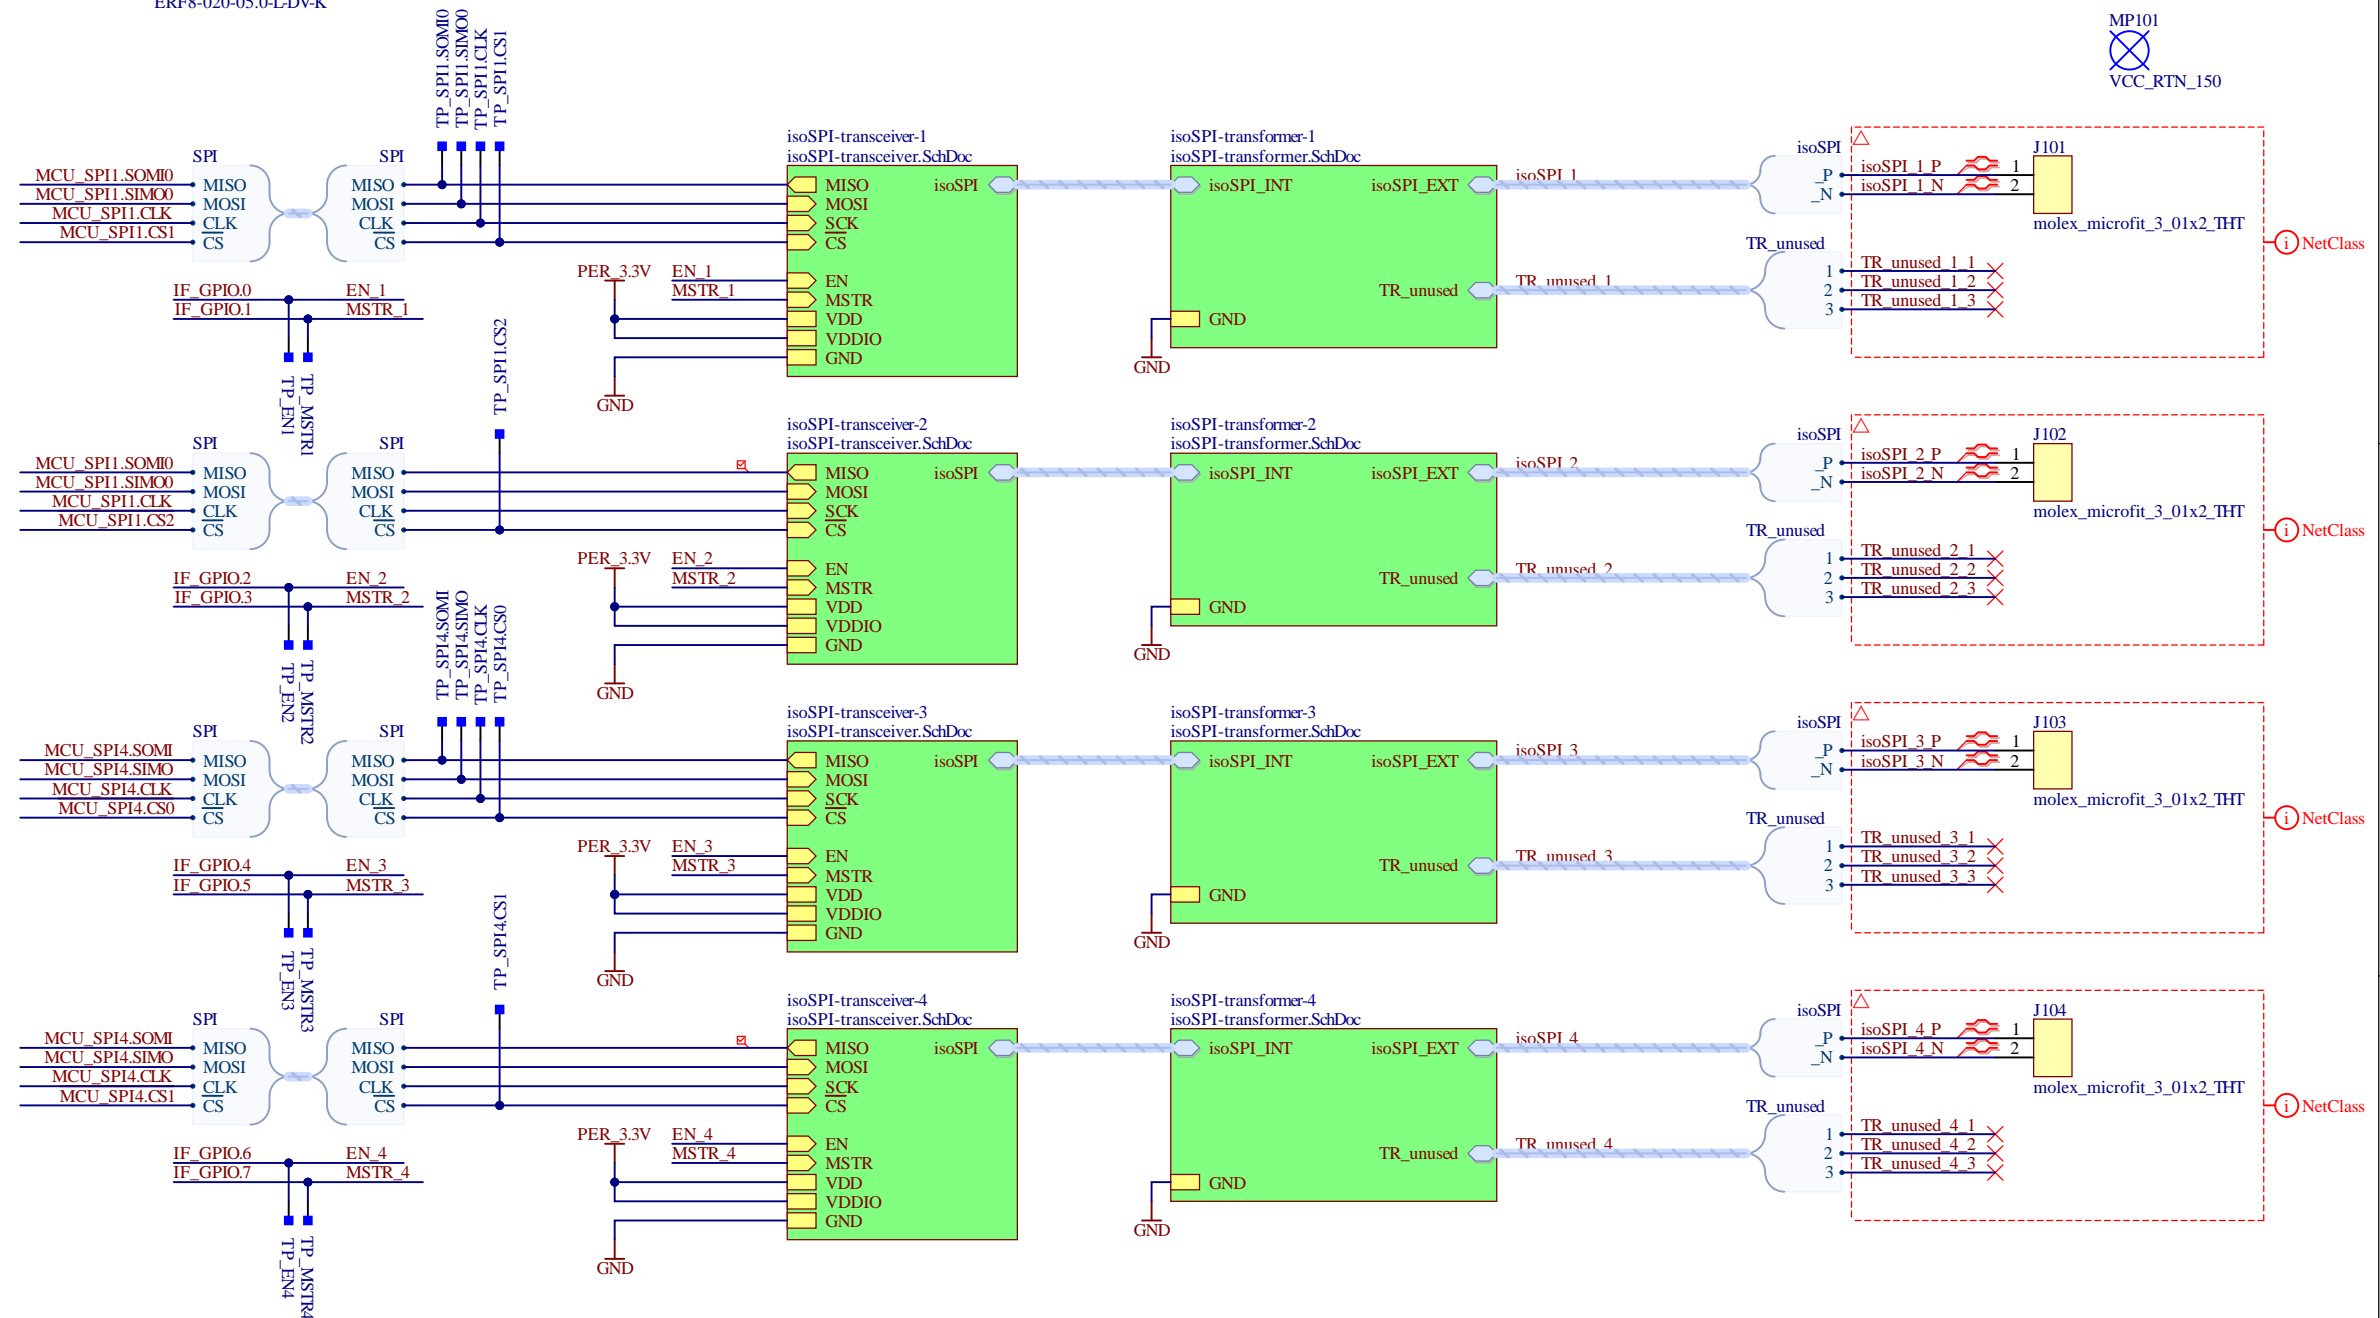 ERF8-020-05.0-L-DV-K
MP101
VCC_RTN_150
TP_SPI1.SOMI0
TP_SPI1.SIMO0
TP_SPI1.CLK
TP_SPI1.CS1
SPI
SPI
MCU_SPI1.SOMI0
MCU_SPI1.SIMO0
MCU_SPI1.CLK
MCU_SPI1.CS1
MISO
MOSI
CLK
CS
MISO
MOSI
CLK
CS
IF_GPIO.0 EN_1
IF_GPIO.1 MSTR_1
TP_EN1
TP_MSTR1
PER_3.3V
EN_1
MSTR_1
GND
isoSPI-transceiver-1
isoSPI-transceiver.SchDoc
MISO isoSPI
MOSI
SCK
CS
EN
MSTR
VDD
VDDIO
GND
isoSPI-transformer-1
isoSPI-transformer.SchDoc
isoSPI_INT isoSPI_EXT
TR_unused
GND
GND
isoSPI_1
TR_unused_1
isoSPI
_P
_N
isoSPI_1_P 1
isoSPI_1_N 2
J101
molex_microfit_3_01x2_THT
TR_unused
1 TR_unused_1_1
2 TR_unused_1_2
3 TR_unused_1_3
i NetClass
TP_SPI1.CS2
SPI
SPI
MCU_SPI1.SOMI0
MCU_SPI1.SIMO0
MCU_SPI1.CLK
MCU_SPI1.CS2
MISO
MOSI
CLK
CS
MISO
MOSI
CLK
CS
IF_GPIO.2 EN_2
IF_GPIO.3 MSTR_2
TP_EN2
TP_MSTR2
PER_3.3V
EN_2
MSTR_2
GND
isoSPI-transceiver-2
isoSPI-transceiver.SchDoc
MISO isoSPI
MOSI
SCK
CS
EN
MSTR
VDD
VDDIO
GND
isoSPI-transformer-2
isoSPI-transformer.SchDoc
isoSPI_INT isoSPI_EXT
TR_unused
GND
GND
isoSPI_2
TR_unused_2
isoSPI
_P
_N
isoSPI_2_P 1
isoSPI_2_N 2
J102
molex_microfit_3_01x2_THT
TR_unused
1 TR_unused_2_1
2 TR_unused_2_2
3 TR_unused_2_3
i NetClass
TP_SPI4.SOMI
TP_SPI4.SIMO
TP_SPI4.CLK
TP_SPI4.CS0
SPI
SPI
MCU_SPI4.SOMI
MCU_SPI4.SIMO
MCU_SPI4.CLK
MCU_SPI4.CS0
MISO
MOSI
CLK
CS
MISO
MOSI
CLK
CS
IF_GPIO.4 EN_3
IF_GPIO.5 MSTR_3
TP_EN3
TP_MSTR3
PER_3.3V
EN_3
MSTR_3
GND
isoSPI-transceiver-3
isoSPI-transceiver.SchDoc
MISO isoSPI
MOSI
SCK
CS
EN
MSTR
VDD
VDDIO
GND
isoSPI-transformer-3
isoSPI-transformer.SchDoc
isoSPI_INT isoSPI_EXT
TR_unused
GND
GND
isoSPI_3
TR_unused_3
isoSPI
_P
_N
isoSPI_3_P 1
isoSPI_3_N 2
J103
molex_microfit_3_01x2_THT
TR_unused
1 TR_unused_3_1
2 TR_unused_3_2
3 TR_unused_3_3
i NetClass
TP_SPI4.CS1
SPI
SPI
MCU_SPI4.SOMI
MCU_SPI4.SIMO
MCU_SPI4.CLK
MCU_SPI4.CS1
MISO
MOSI
CLK
CS
MISO
MOSI
CLK
CS
IF_GPIO.6 EN_4
IF_GPIO.7 MSTR_4
TP_EN4
TP_MSTR4
PER_3.3V
EN_4
MSTR_4
GND
isoSPI-transceiver-4
isoSPI-transceiver.SchDoc
MISO isoSPI
MOSI
SCK
CS
EN
MSTR
VDD
VDDIO
GND
isoSPI-transformer-4
isoSPI-transformer.SchDoc
isoSPI_INT isoSPI_EXT
TR_unused
GND
GND
isoSPI_4
TR_unused_4
isoSPI
_P
_N
isoSPI_4_P 1
isoSPI_4_N 2
J104
molex_microfit_3_01x2_THT
TR_unused
1 TR_unused_4_1
2 TR_unused_4_2
3 TR_unused_4_3
i NetClass